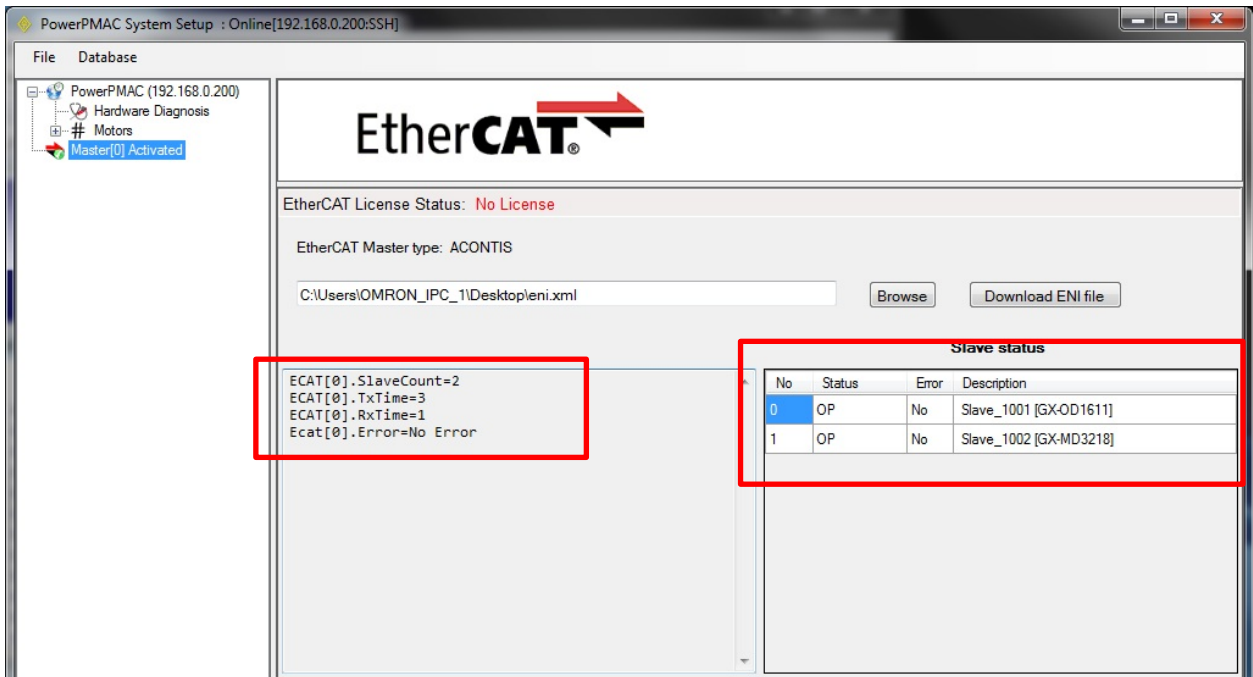 PowerPMAC System Setup : Online[192.168.0.200:SSH]
File Database
PowerPMAC (192.168.0.200)
Hardware Diagnosis
# Motors
Master[0] Activated
EtherCAT®
EtherCAT License Status: No License
EtherCAT Master type: ACONTIS
C:\Users\OMRON_IPC_1\Desktop\eni.xml
Browse
Download ENI file
ECAT[0].SlaveCount=2
ECAT[0].TxTime=3
ECAT[0].RxTime=1
Ecat[0].Error=No Error
Slave status
No Status Error Description
0 OP No Slave_1001 [GX-OD1611]
1 OP No Slave_1002 [GX-MD3218]